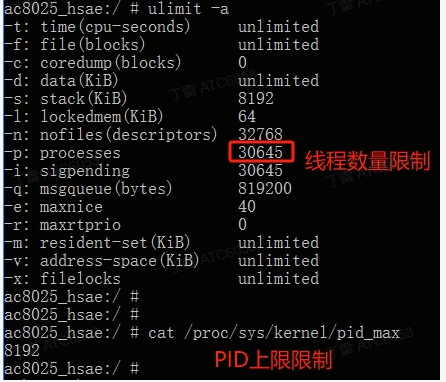 ac8025_hsae:/ # ulimit -a
-t: time(cpu-seconds)     unlimited
-f: file(blocks)          unlimited
-c: coredump(blocks)      0
-d: data(KiB)             unlimited
-s: stack(KiB)            8192
-l: lockedmem(KiB)        64
-n: nofiles(descriptors)  32768
-p: processes             30645 线程数量限制
-i: sigpending            30645
-q: msgqueue(bytes)       819200
-e: maxnice               40
-r: maxrtprio             0
-m: resident-set(KiB)     unlimited
-v: address-space(KiB)    unlimited
-x: filelocks             unlimited
ac8025_hsae:/ #
ac8025_hsae:/ #
ac8025_hsae:/ # cat /proc/sys/kernel/pid_max
8192
ac8025_hsae:/ # PID上限限制